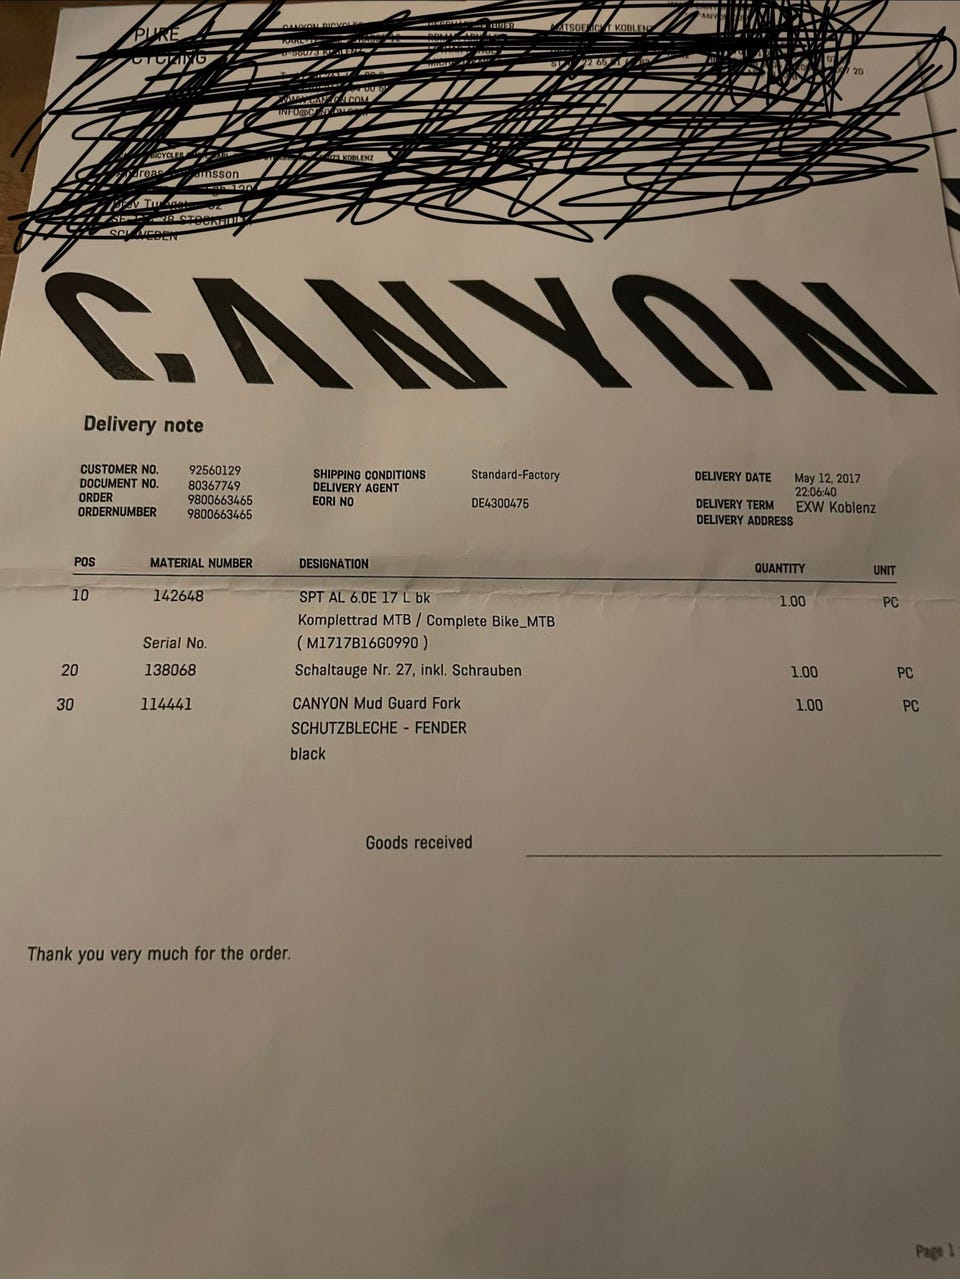 PURE
CYCLING
SCHWEDEN
CANYON
Delivery note
CUSTOMER NO. 92560129
DOCUMENT NO. 80367749
ORDER 9800663465
ORDERNUMBER 9800663465
SHIPPING CONDITIONS Standard-Factory
DELIVERY AGENT
EORI NO DE4300475
DELIVERY DATE May 12, 2017
22:06:40
DELIVERY TERM EXW Koblenz
DELIVERY ADDRESS
POS MATERIAL NUMBER DESIGNATION QUANTITY UNIT
10 142648 SPT AL 6.0E 17 L bk 1.00 PC
Komplettrad MTB / Complete Bike_MTB
Serial No. ( M1717B16G0990 )
20 138068 Schaltauge Nr. 27, inkl. Schrauben 1.00 PC
30 114441 CANYON Mud Guard Fork 1.00 PC
SCHUTZBLECHE - FENDER
black
Goods received
Thank you very much for the order.
Page 1